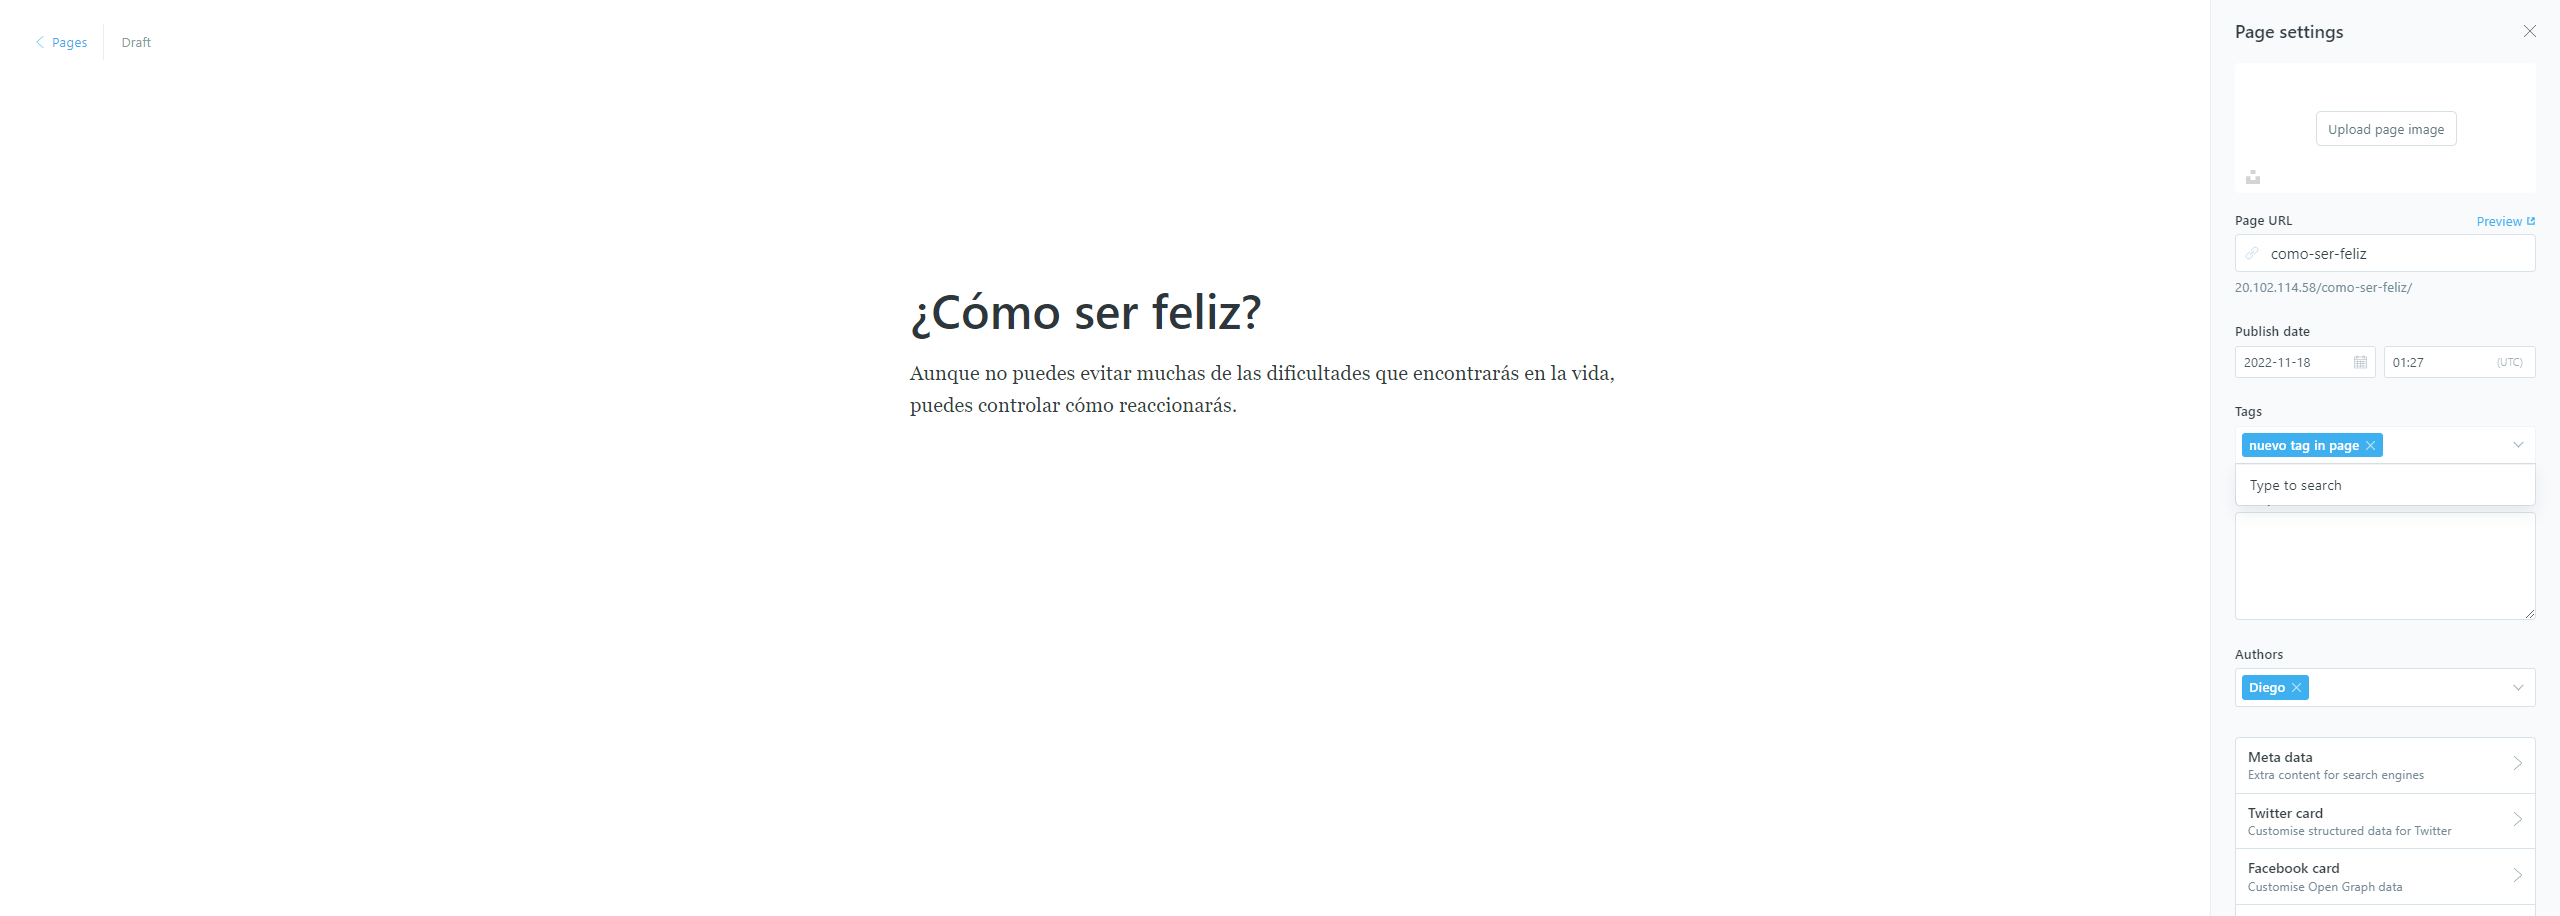 Pages
Draft
¿Cómo ser feliz?
Aunque no puedes evitar muchas de las dificultades que encontrarás en la vida,
puedes controlar cómo reaccionarás.
Page settings
Upload page image
Page URL
Preview
como-ser-feliz
20.102.114.58/como-ser-feliz/
Publish date
2022-11-18
01:27 (UTC)
Tags
nuevo tag in page
Type to search
Authors
Diego
Meta data
Extra content for search engines
Twitter card
Customise structured data for Twitter
Facebook card
Customise Open Graph data